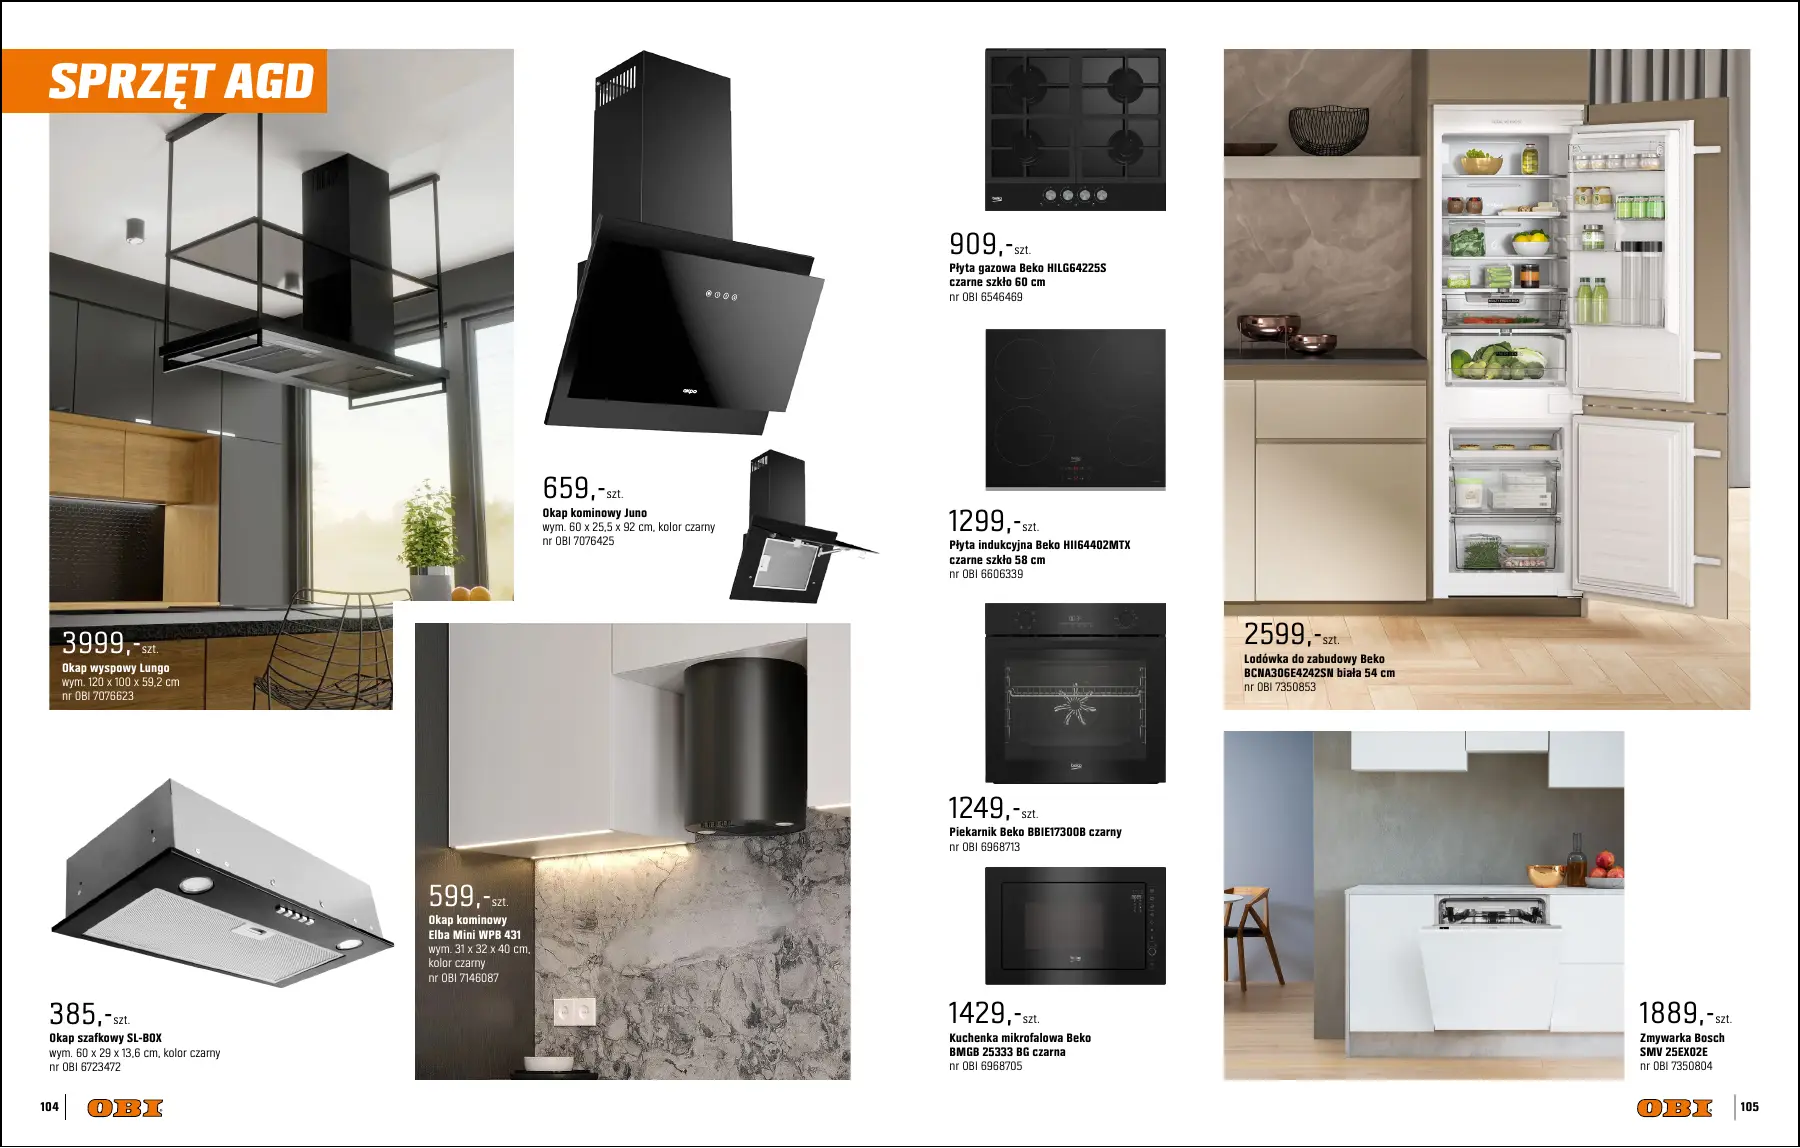 SPRZĘT AGD
3999,-szt.
Okap wyspowy Lungo
wym. 120 x 100 x 59,2 cm
nr OBI 7076623
akpo
659,-szt.
Okap kominowy Juno
wym. 60 x 25,5 x 92 cm, kolor czarny
nr OBI 7076425
385,-szt.
Okap szafkowy SL-BOX
wym. 60 x 29 x 13,6 cm, kolor czarny
nr OBI 6723472
599,-szt.
Okap kominowy
Elba Mini WPB 431
wym. 31 x 32 x 40 cm,
kolor czarny
nr OBI 7146087
104
OBI
beko
909,-szt.
Płyta gazowa Beko HILG64225S
czarne szkło 60 cm
nr OBI 6546469
beko
1299,-szt.
Płyta indukcyjna Beko HII64402MTX
czarne szkło 58 cm
nr OBI 6606339
beko
1249,-szt.
Piekarnik Beko BBIE17300B czarny
nr OBI 6968713
beko
1429,-szt.
Kuchenka mikrofalowa Beko
BMGB 25333 BG czarna
nr OBI 6968705
2599,-szt.
Lodówka do zabudowy Beko
BCNA306E4242SN biała 54 cm
nr OBI 7350853
1889,-szt.
Zmywarka Bosch
SMV 25EX02E
nr OBI 7350804
OBI
105